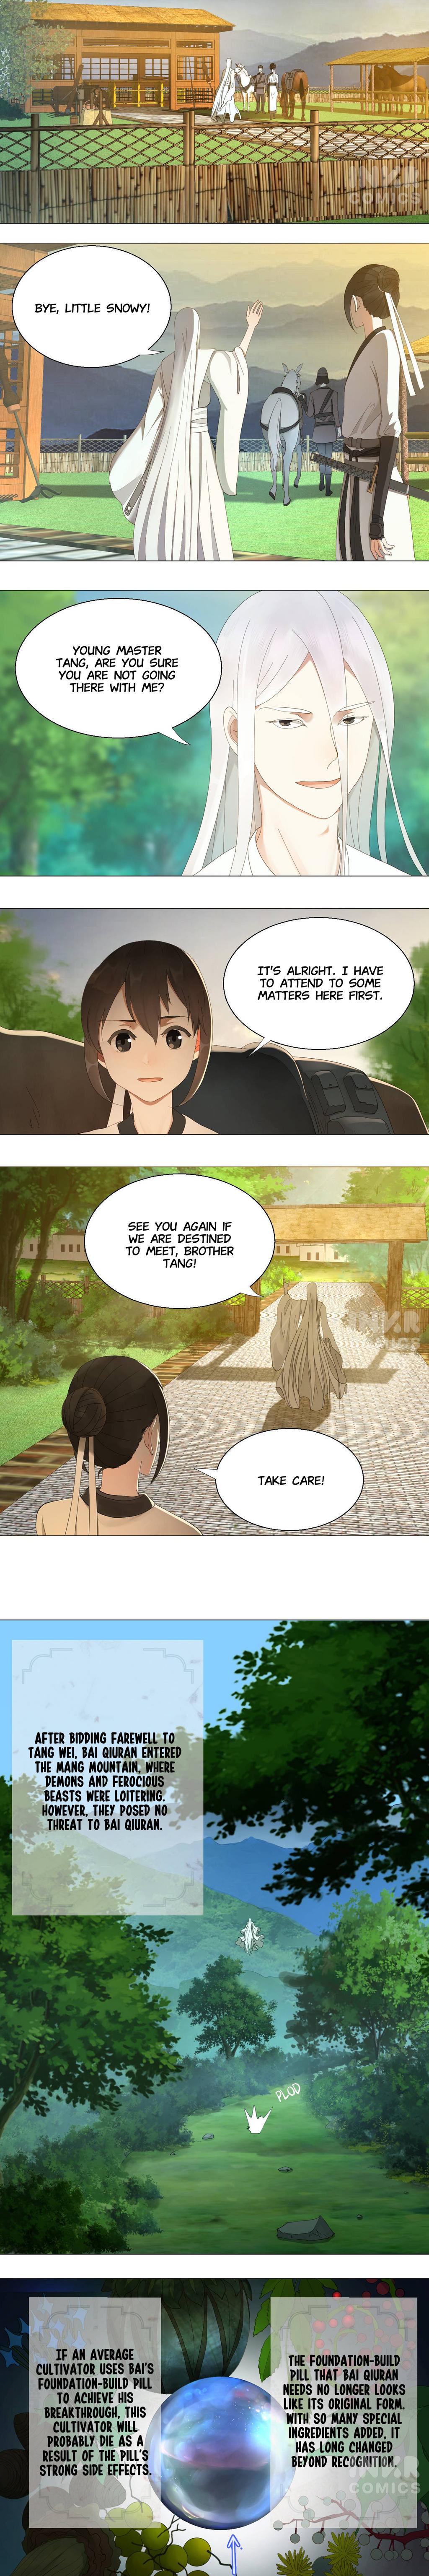 INKR
COMICS
BYE, LITTLE SNOWY!
YOUNG MASTER
TANG, ARE YOU SURE
YOU ARE NOT GOING
THERE WITH ME?
IT'S ALRIGHT. I HAVE
TO ATTEND TO SOME
MATTERS HERE FIRST.
SEE YOU AGAIN IF
WE ARE DESTINED
TO MEET, BROTHER
TANG!
INKR
COMICS
TAKE CARE!
AFTER BIDDING FAREWELL TO
TANG WEI, BAI QIURAN ENTERED
THE MANG MOUNTAIN, WHERE
DEMONS AND FEROCIOUS
BEASTS WERE LOITERING.
HOWEVER, THEY POSED NO
THREAT TO BAI QIURAN.
PLOD
IF AN AVERAGE
CULTIVATOR USES BAI'S
FOUNDATION-BUILD PILL
TO ACHIEVE HIS
BREAKTHROUGH, THIS
CULTIVATOR WILL
PROBABLY DIE AS A
RESULT OF THE PILL'S
STRONG SIDE EFFECTS.
THE FOUNDATION-BUILD
PILL THAT BAI QIURAN
NEEDS NO LONGER LOOKS
LIKE ITS ORIGINAL FORM.
WITH SO MANY SPECIAL
INGREDIENTS ADDED, IT
HAS LONG CHANGED
BEYOND RECOGNITION.
INKR
COMICS